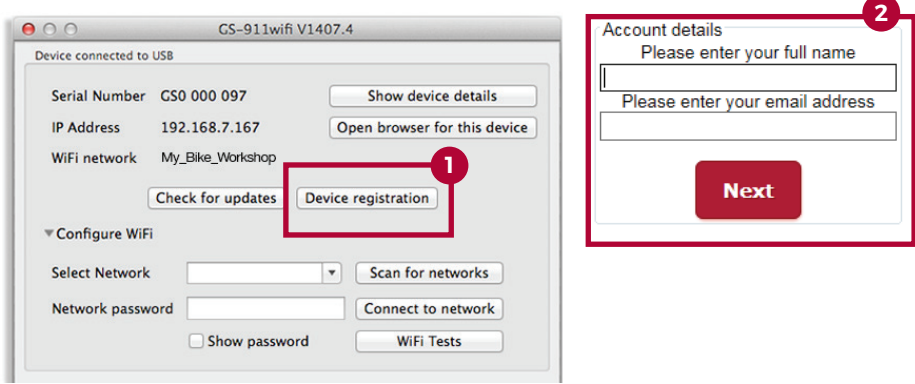 GS-911wifi V1407.4
Device connected to USB
Serial Number GS0 000 097 Show device details
IP Address 192.168.7.167 Open browser for this device
WiFi network My_Bike_Workshop
1
Check for updates Device registration
Configure WiFi
Select Network Scan for networks
Network password Connect to network
Show password WiFi Tests
2
Account details
Please enter your full name
Please enter your email address
Next